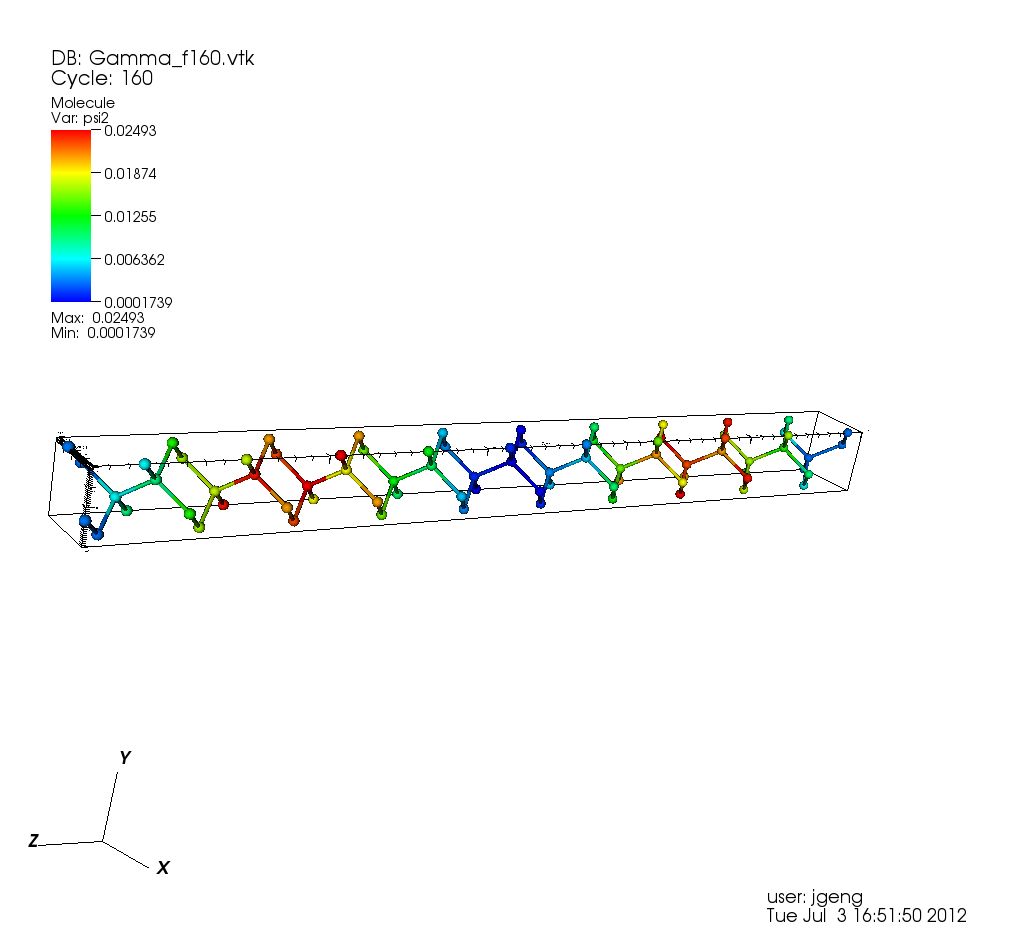 DB: Gamma_f160.vtk
Cycle: 160
Molecule
Var: psi2
0.02493
0.01874
0.01255
0.006362
0.0001739
Max: 0.02493
Min: 0.0001739
Y
Z
X
user: jgeng
Tue Jul 3 16:51:50 2012